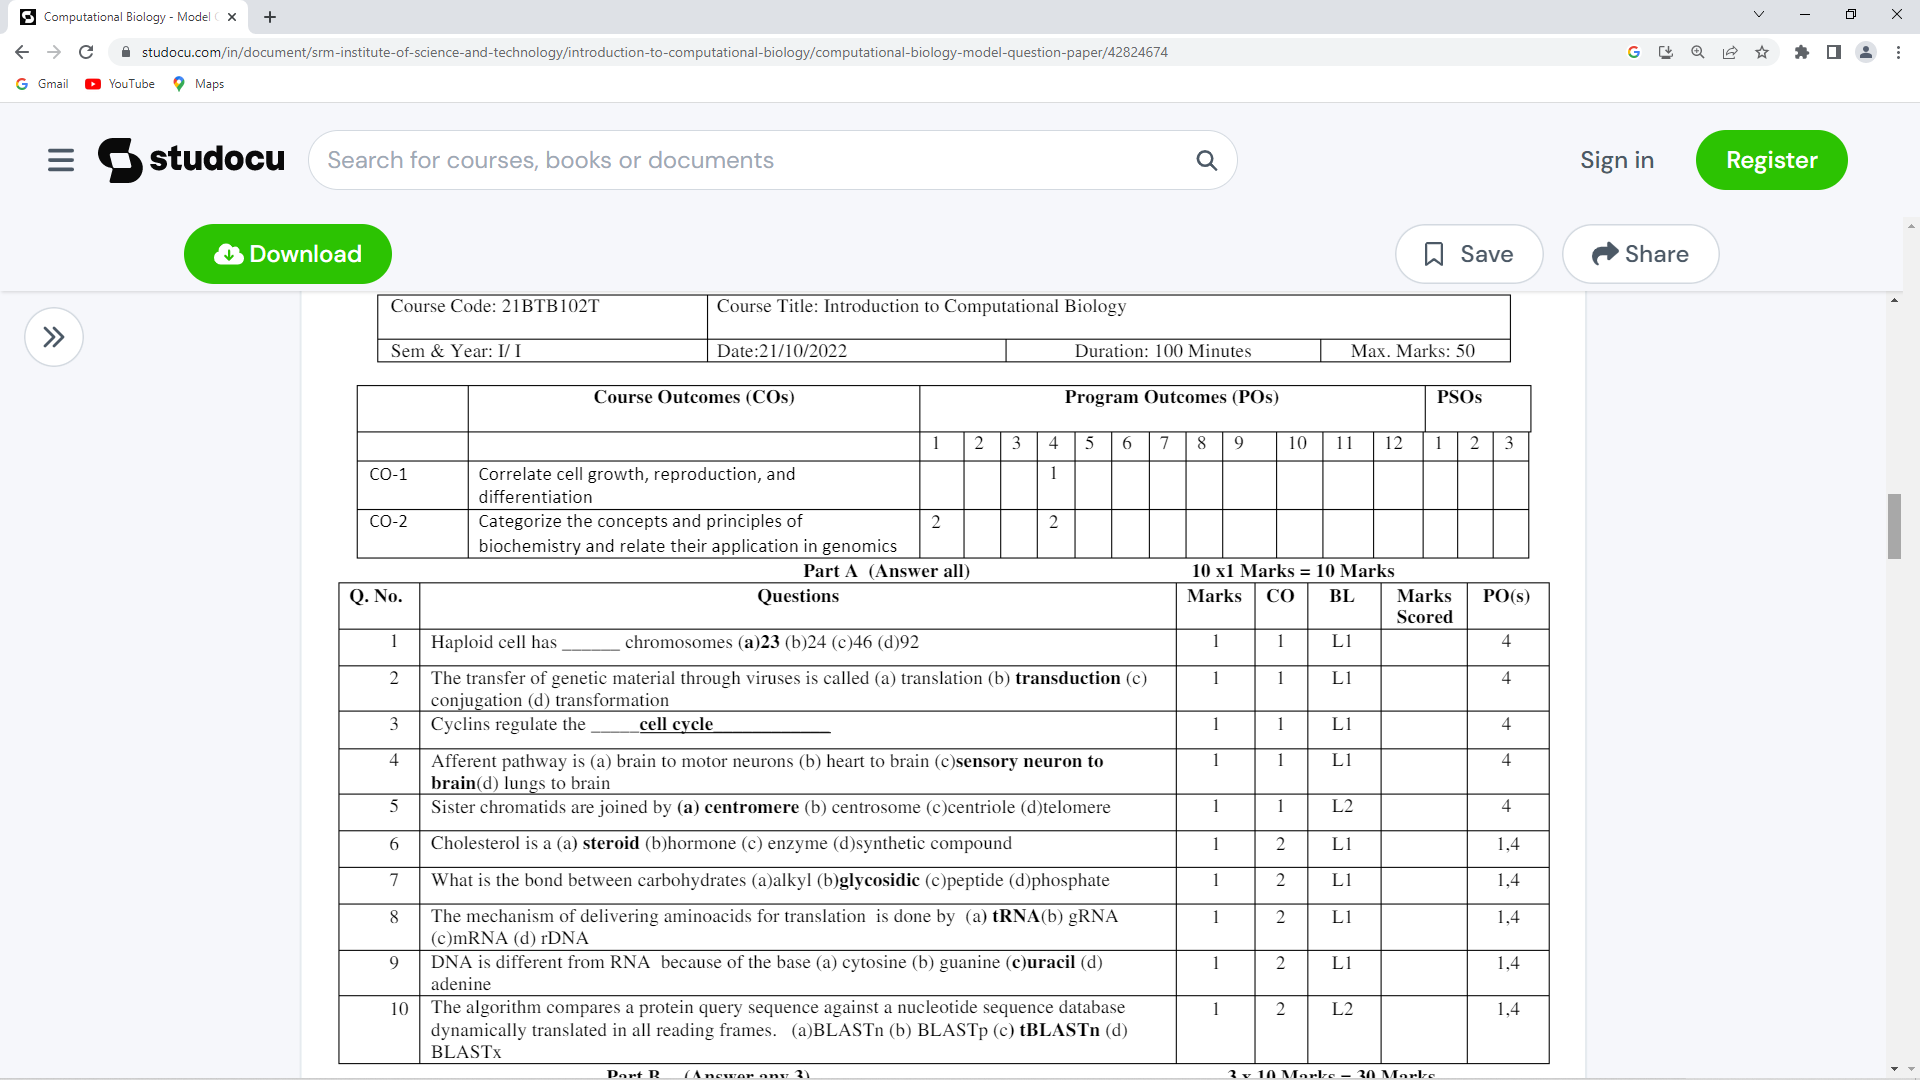 Computational Biology - Model
studocu.com/in/document/srm-institute-of-science-and-technology/introduction-to-computational-biology/computational-biology-model-question-paper/42824674
Gmail YouTube Maps
studocu Search for courses, books or documents Sign in Register
Download Save Share
Course Code: 21BTB102T Course Title: Introduction to Computational Biology
Sem & Year: I/ I Date:21/10/2022 Duration: 100 Minutes Max. Marks: 50
Course Outcomes (COs) Program Outcomes (POs) PSOs
1 2 3 4 5 6 7 8 9 10 11 12 1 2 3
CO-1 Correlate cell growth, reproduction, and 1
differentiation
CO-2 Categorize the concepts and principles of 2 2
biochemistry and relate their application in genomics
Part A (Answer all) 10 x1 Marks = 10 Marks
Q. No. Questions Marks CO BL Marks PO(s)
Scored
1 Haploid cell has ______ chromosomes (a)23 (b)24 (c)46 (d)92 1 1 L1 4
2 The transfer of genetic material through viruses is called (a) translation (b) transduction (c) 1 1 L1 4
conjugation (d) transformation
3 Cyclins regulate the _____cell cycle____________ 1 1 L1 4
4 Afferent pathway is (a) brain to motor neurons (b) heart to brain (c)sensory neuron to 1 1 L1 4
brain(d) lungs to brain
5 Sister chromatids are joined by (a) centromere (b) centrosome (c)centriole (d)telomere 1 1 L2 4
6 Cholesterol is a (a) steroid (b)hormone (c) enzyme (d)synthetic compound 1 2 L1 1,4
7 What is the bond between carbohydrates (a)alkyl (b)glycosidic (c)peptide (d)phosphate 1 2 L1 1,4
8 The mechanism of delivering aminoacids for translation is done by (a) tRNA(b) gRNA 1 2 L1 1,4
(c)mRNA (d) rDNA
9 DNA is different from RNA because of the base (a) cytosine (b) guanine (c)uracil (d) 1 2 L1 1,4
adenine
10 The algorithm compares a protein query sequence against a nucleotide sequence database 1 2 L2 1,4
dynamically translated in all reading frames. (a)BLASTn (b) BLASTp (c) tBLASTn (d)
BLASTx
Part B (Answer any 3) 3 x 10 Marks = 30 Marks